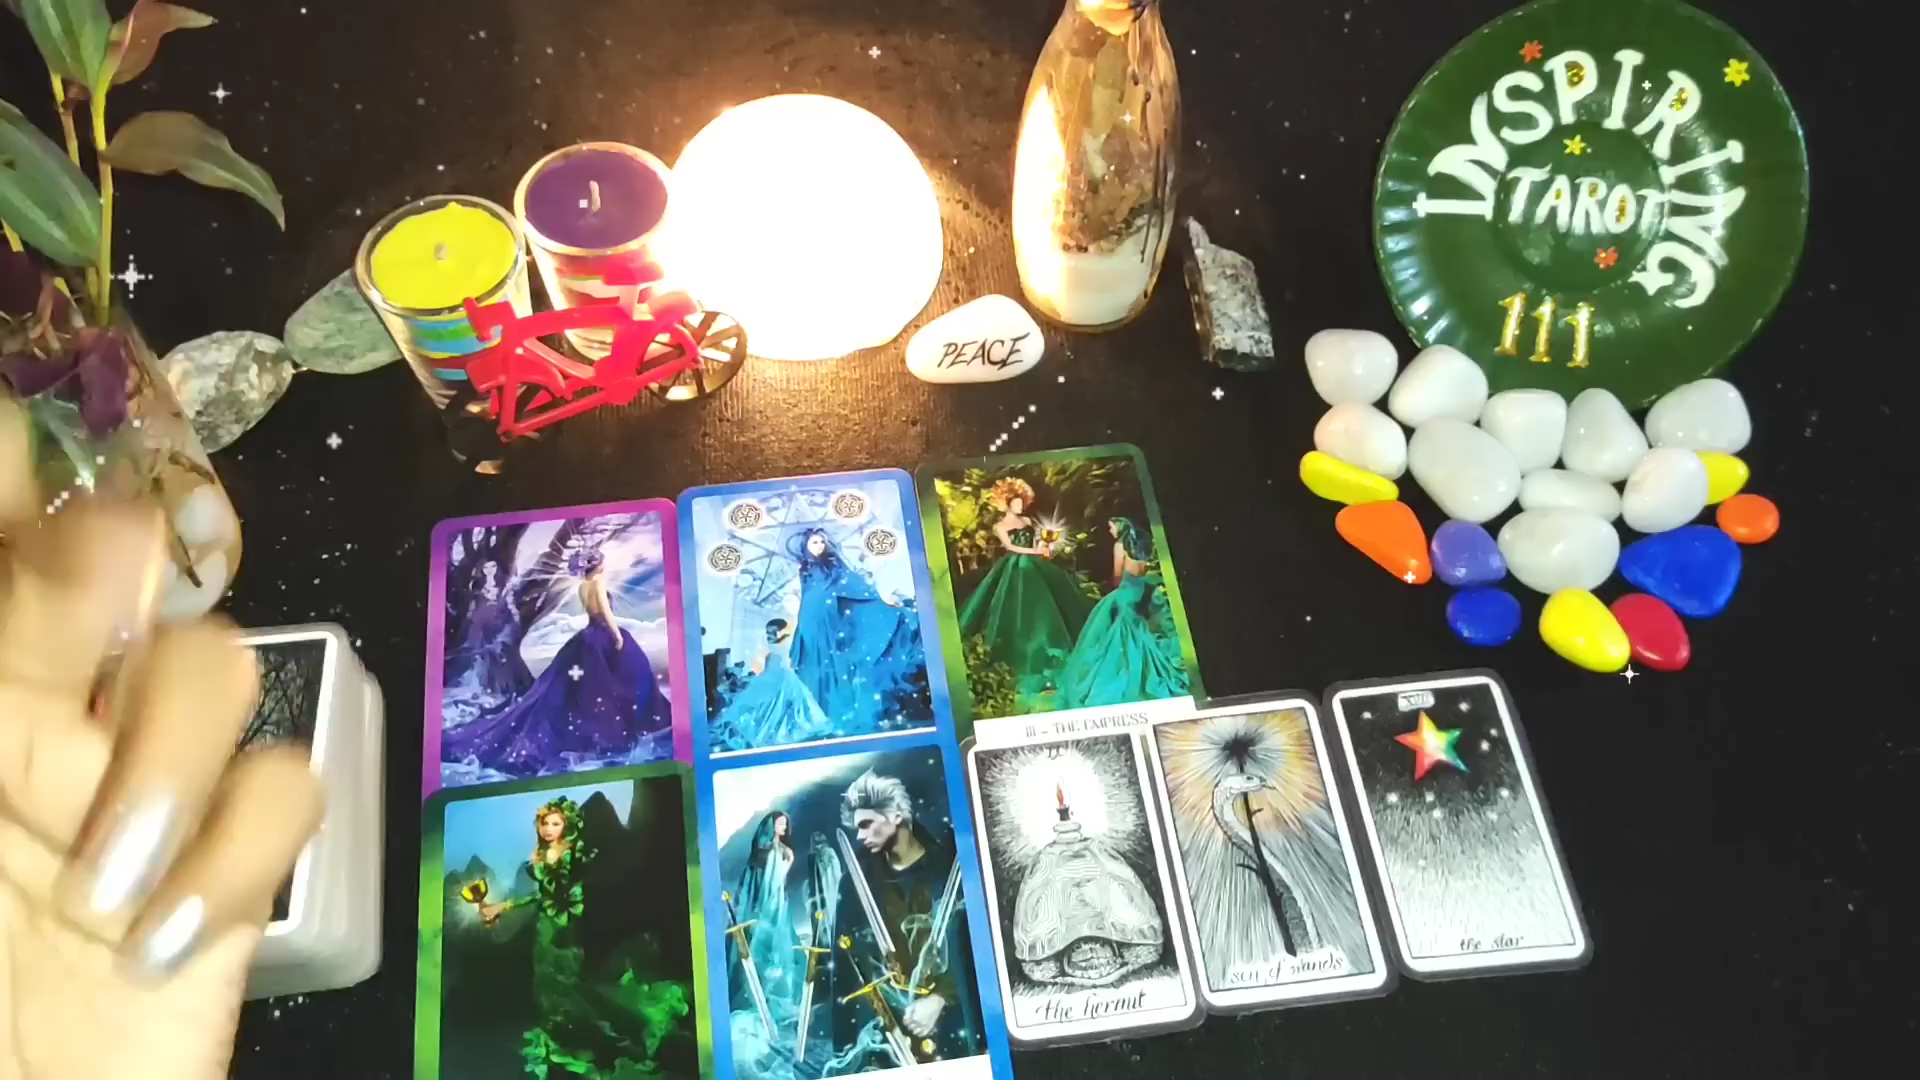 INSPIRING
TAROT
111
PEACE
III - THE EMPRESS
the hermit
son of wands
the star